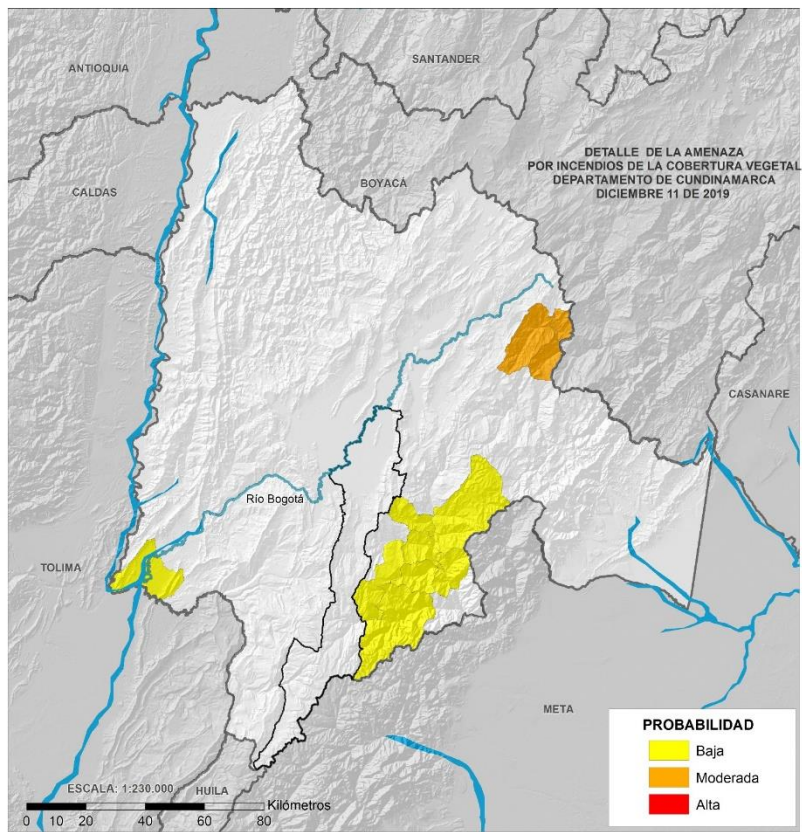 SANTANDER
ANTIOQUIA
DETALLE DE LA AMENAZA
POR INCENDIOS DE LA COBERTURA VEGETAL
DEPARTAMENTO DE CUNDINAMARCA
DICIEMBRE 11 DE 2019
BOYACÁ
CALDAS
CASANARE
Río Bogotá
TOLIMA
META
PROBABILIDAD
Baja
Moderada
Alta
ESCALA: 1:230.000
HUILA
Kilómetros
0 10 20 40 60 80